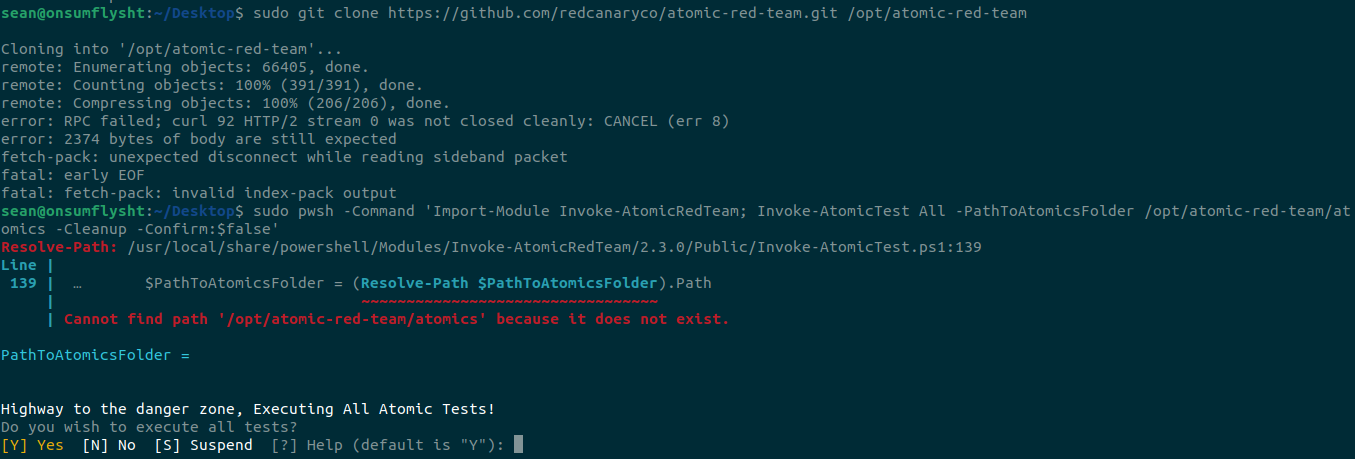 sean@onsumflysht:~/Desktop$ sudo git clone https://github.com/redcanaryco/atomic-red-team.git /opt/atomic-red-team
Cloning into '/opt/atomic-red-team'...
remote: Enumerating objects: 66405, done.
remote: Counting objects: 100% (391/391), done.
remote: Compressing objects: 100% (206/206), done.
error: RPC failed; curl 92 HTTP/2 stream 0 was not closed cleanly: CANCEL (err 8)
error: 2374 bytes of body are still expected
fetch-pack: unexpected disconnect while reading sideband packet
fatal: early EOF
fatal: fetch-pack: invalid index-pack output
sean@onsumflysht:~/Desktop$ sudo pwsh -Command 'Import-Module Invoke-AtomicRedTeam; Invoke-AtomicTest All -PathToAtomicsFolder /opt/atomic-red-team/at
omics -Cleanup -Confirm:$false'
Resolve-Path: /usr/local/share/powershell/Modules/Invoke-AtomicRedTeam/2.3.0/Public/Invoke-AtomicTest.ps1:139
Line |
 139 |  …      $PathToAtomicsFolder = (Resolve-Path $PathToAtomicsFolder).Path
     |                                 ~~~~~~~~~~~~~~~~~~~~~~~~~~~~~~~~~
     | Cannot find path '/opt/atomic-red-team/atomics' because it does not exist.
PathToAtomicsFolder =
Highway to the danger zone, Executing All Atomic Tests!
Do you wish to execute all tests?
[Y] Yes  [N] No  [S] Suspend  [?] Help (default is "Y"):